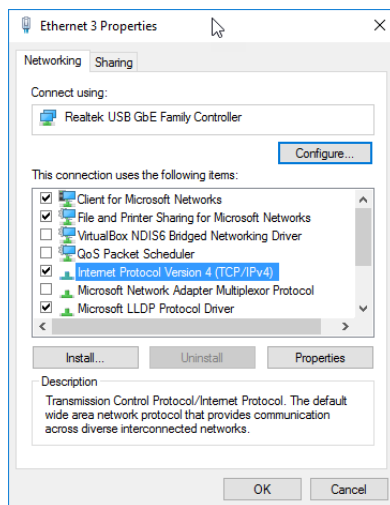 Ethernet 3 Properties
Networking
Sharing
Connect using:
Realtek USB GbE Family Controller
Configure...
This connection uses the following items:
Client for Microsoft Networks
File and Printer Sharing for Microsoft Networks
VirtualBox NDIS6 Bridged Networking Driver
QoS Packet Scheduler
Internet Protocol Version 4 (TCP/IPv4)
Microsoft Network Adapter Multiplexor Protocol
Microsoft LLDP Protocol Driver
Install...
Uninstall
Properties
Description
Transmission Control Protocol/Internet Protocol. The default
wide area network protocol that provides communication
across diverse interconnected networks.
OK
Cancel